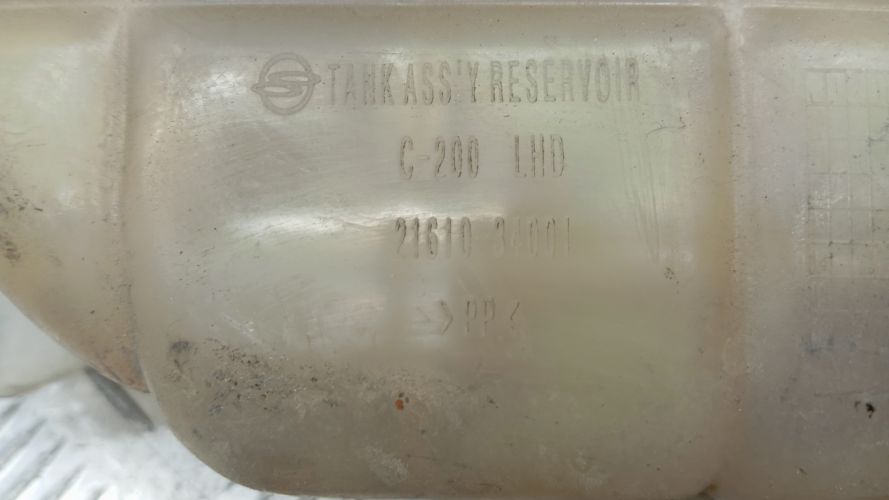 TANK ASS'Y RESERVOIR
C-200 LHD
21610 34001
>PP<